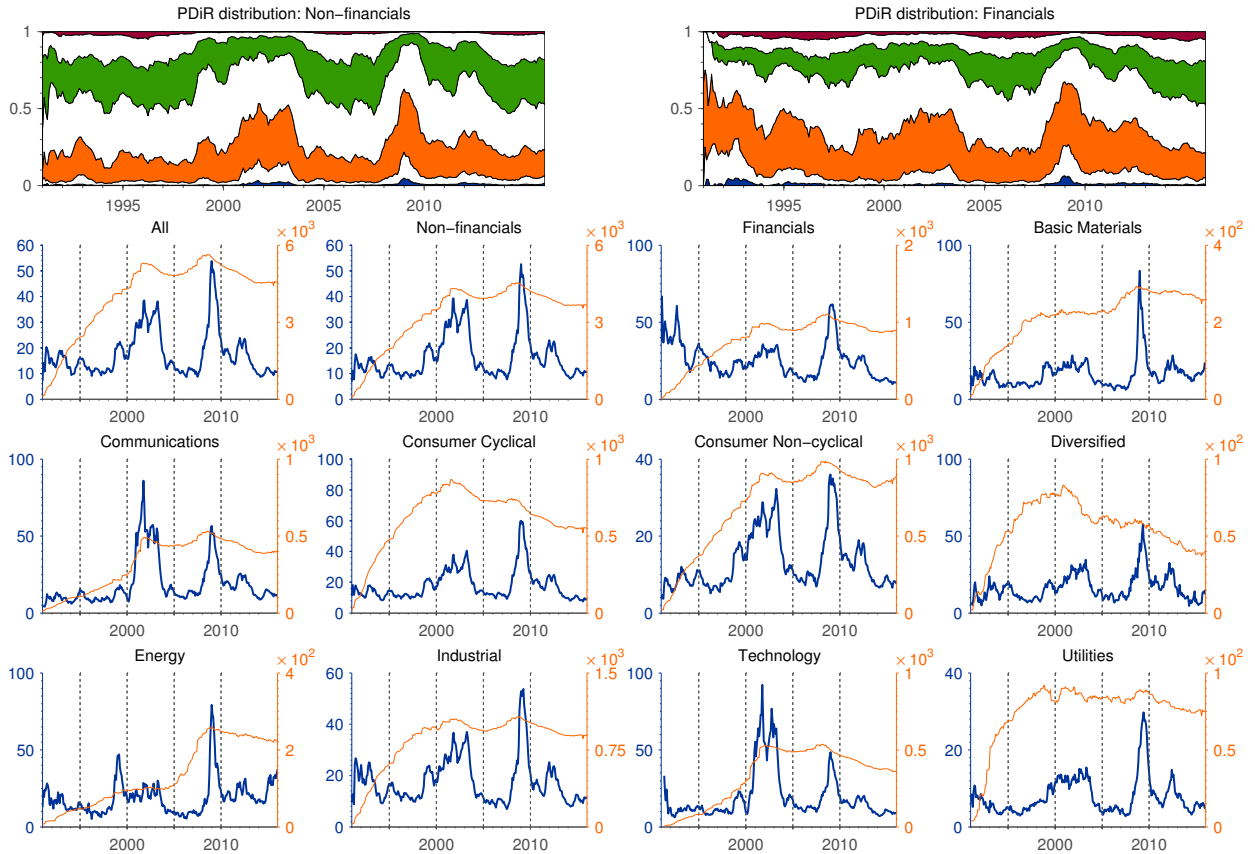 PDiR distribution: Non−financials PDiR distribution: Financials
1 1
0.5 0.5
0 0
1995 2000 2005 2010 1995 2000 2005 2010
All Non−financials Financials Basic Materials
× 10³ × 10³ × 10³ × 10²
60 6 60 6 100 2 100 4
50 50
40 40
30 3 30 3 50 1 50 2
20 20
10 10
0 0 0 0 0 0 0 0
2000 2010 2000 2010 2000 2010 2000 2010
Communications Consumer Cyclical Consumer Non−cyclical Diversified
× 10³ × 10³ × 10³ × 10²
100 1 100 1 40 1 100 1
80
60 30
50 0.5 0.5 20 0.5 50 0.5
40
20 10
0 0 0 0 0 0 0 0
2000 2010 2000 2010 2000 2010 2000 2010
Energy Industrial Technology Utilities
× 10² × 10³ × 10³ × 10²
100 4 60 1.5 100 1 40 1
40
50 2 0.75 50 0.5 20 0.5
20
0 0 0 0 0 0 0 0
2000 2010 2000 2010 2000 2010 2000 2010